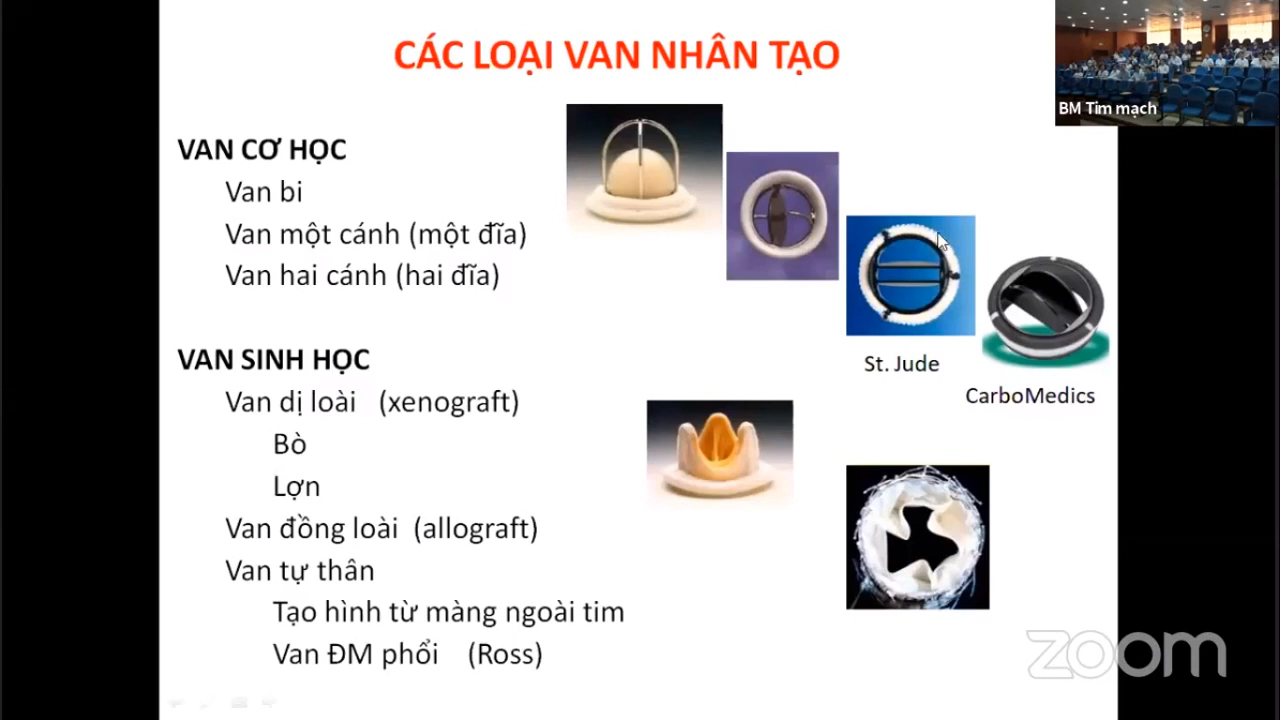 CÁC LOẠI VAN NHÂN TẠO
BM Tim mạch
VAN CƠ HỌC
Van bi
Van một cánh (một đĩa)
Van hai cánh (hai đĩa)
St. Jude
CarboMedics
VAN SINH HỌC
Van dị loài (xenograft)
Bò
Lợn
Van đồng loài (allograft)
Van tự thân
Tạo hình từ màng ngoài tim
Van ĐM phổi (Ross)
zoom